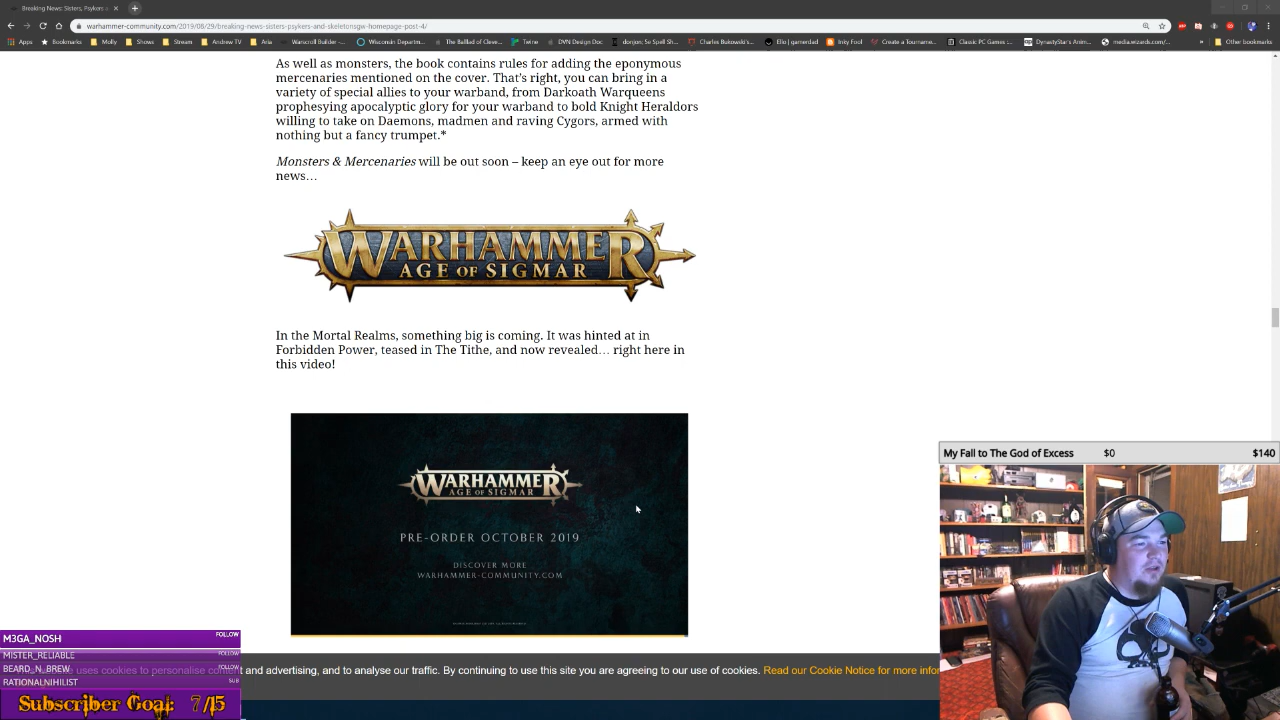 Breaking News: Sisters, Psykers a
warhammer-community.com/2019/08/29/breaking-news-sisters-psykers-and-skeletonsgw-homepage-post-4/
Apps Bookmarks Molly Shows Stream Andrew TV Aria Warscroll Builder -... Wisconsin Departm... The Ballad of Cleve... Twine DVN Design Doc donjon; 5e Spell Sh... Charles Bukowski's... Ello | gamerdad Inky Fool Create a Tourname... Classic PC Games :... DynastyStar's Anim... media.wizards.com/... » Other Bookmarks
As well as monsters, the book contains rules for adding the eponymous
mercenaries mentioned on the cover. That's right, you can bring in a
variety of special allies to your warband, from Darkoath Warqueens
prophesying apocalyptic glory for your warband to bold Knight Heraldors
willing to take on Daemons, madmen and raving Cygors, armed with
nothing but a fancy trumpet.*
Monsters & Mercenaries will be out soon – keep an eye out for more
news…
WARHAMMER
AGE OF SIGMAR
In the Mortal Realms, something big is coming. It was hinted at in
Forbidden Power, teased in The Tithe, and now revealed… right here in
this video!
WARHAMMER
AGE OF SIGMAR
PRE-ORDER OCTOBER 2019
DISCOVER MORE
WARHAMMER-COMMUNITY.COM
My Fall to The God of Excess $0 $140
M3GA_NOSH FOLLOW
MISTER_RELIABLE FOLLOW
BEARD_N_BREW FOLLOW
RATIONALNIHILIST SUB
uses cookies to personalise content and advertising, and to analyse our traffic. By continuing to use this site you are agreeing to our use of cookies. Read our Cookie Notice for more infor
Subscriber Goal: 7/15